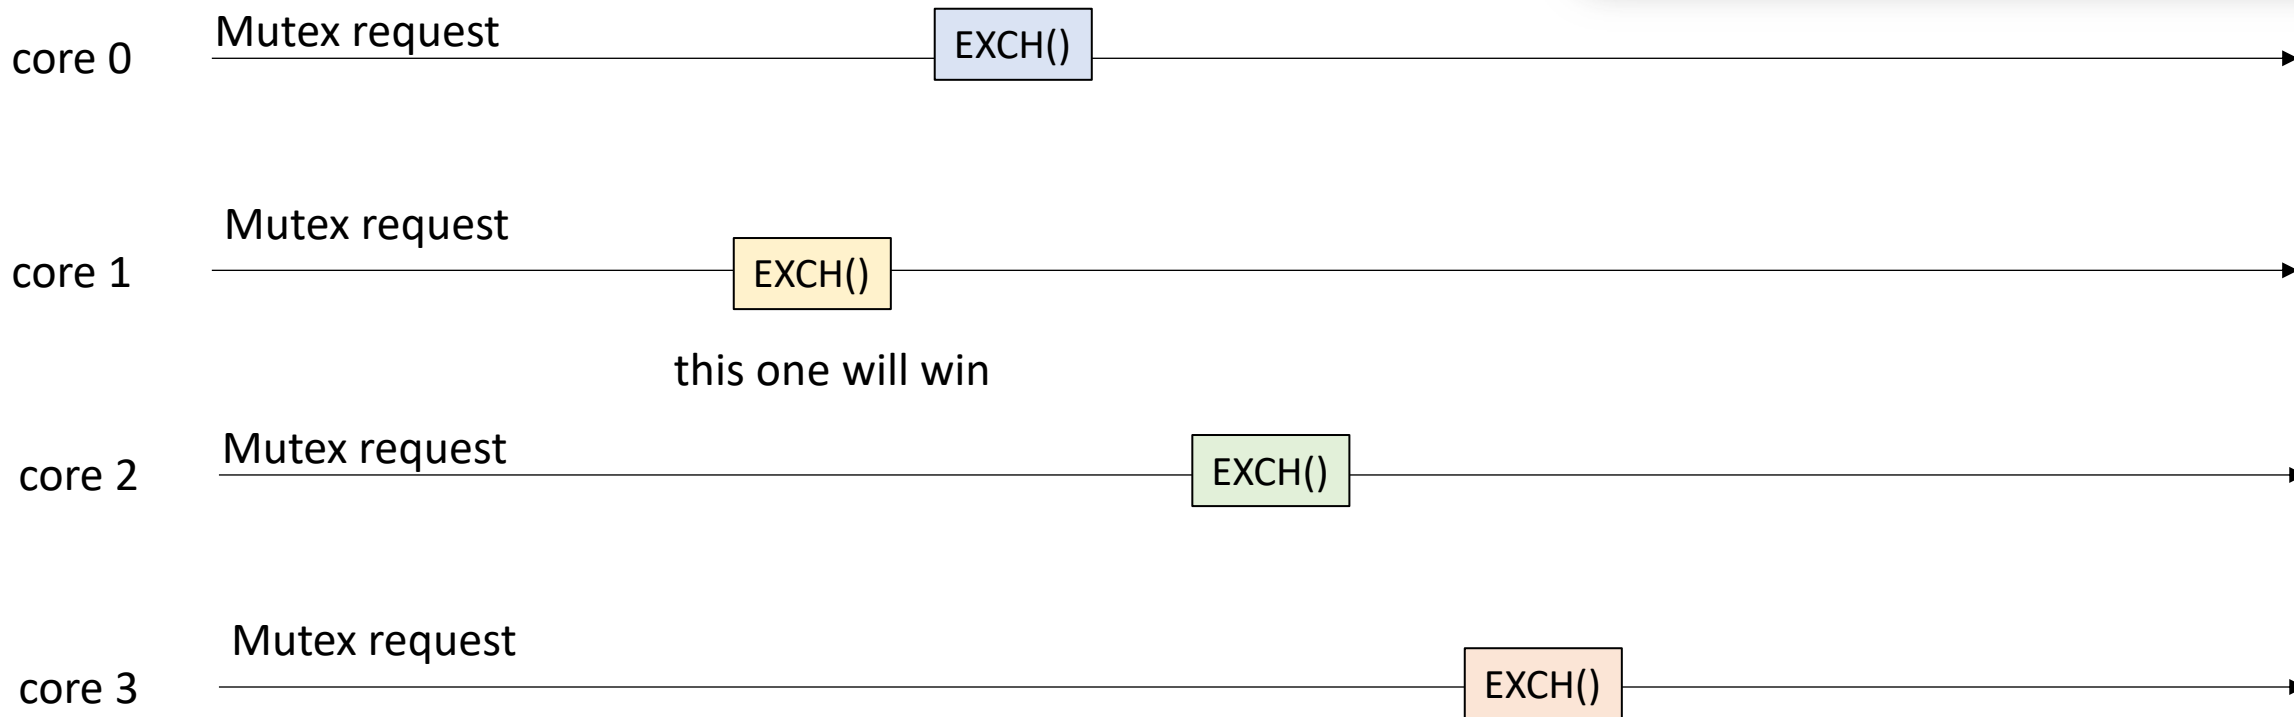 Mutex request
core 0
EXCH()
Mutex request
core 1
EXCH()
this one will win
Mutex request
core 2
EXCH()
Mutex request
core 3
EXCH()